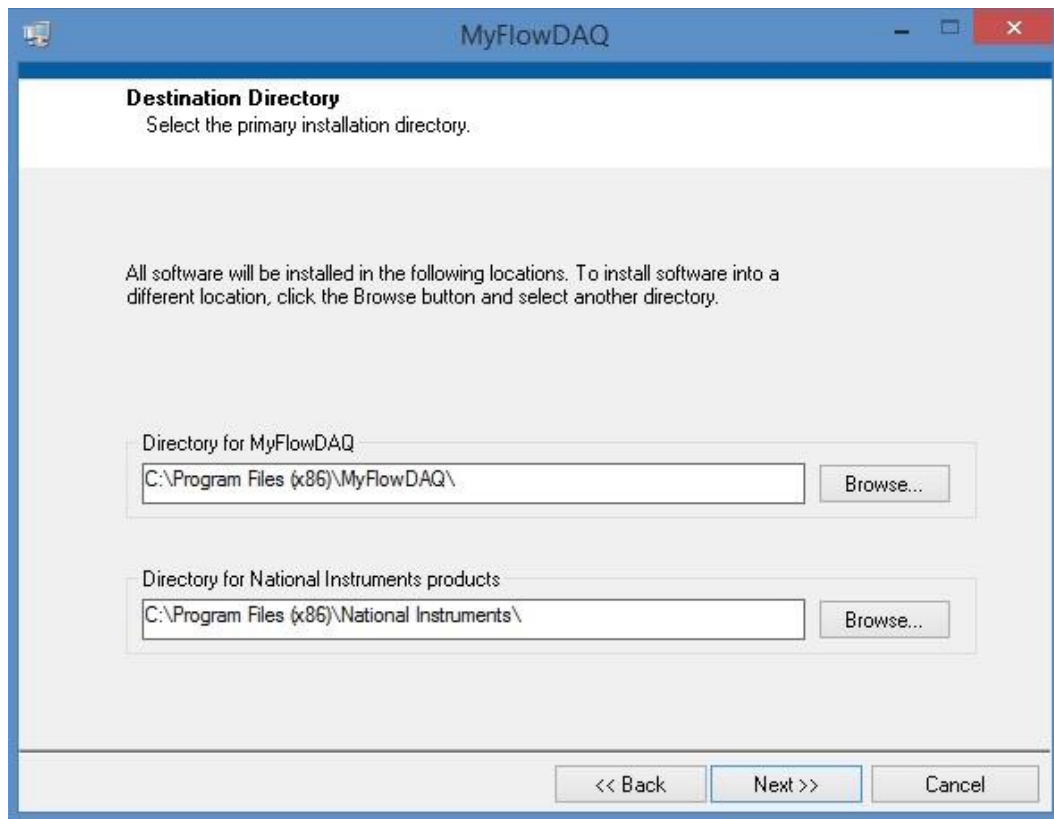 MyFlowDAQ
Destination Directory
Select the primary installation directory.
All software will be installed in the following locations. To install software into a
different location, click the Browse button and select another directory.
Directory for MyFlowDAQ
C:\Program Files (x86)\MyFlowDAQ\
Browse...
Directory for National Instruments products
C:\Program Files (x86)\National Instruments\
Browse...
<< Back
Next >>
Cancel